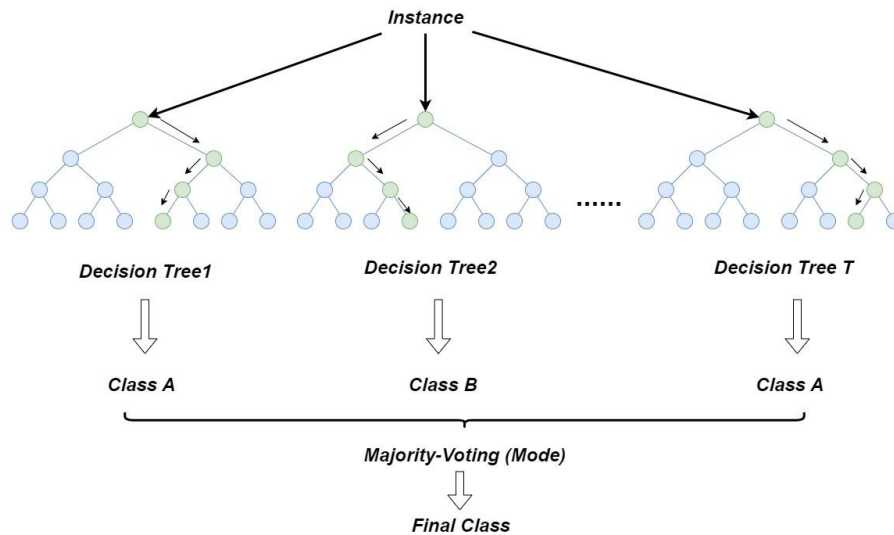 Instance
......
Decision Tree1
Decision Tree2
Decision Tree T
Class A
Class B
Class A
Majority-Voting (Mode)
Final Class